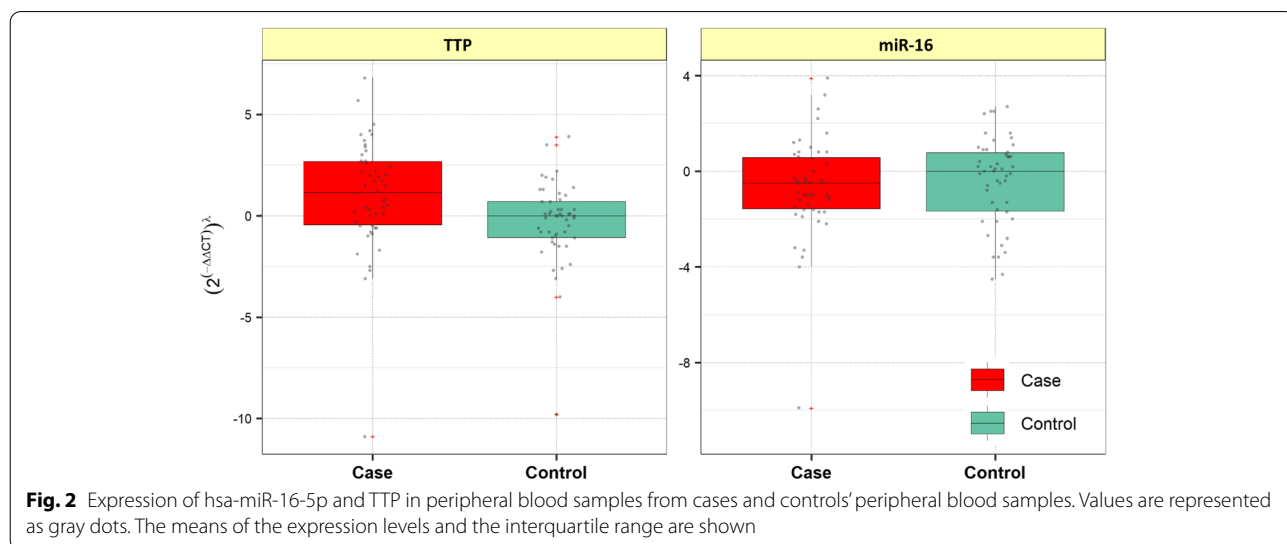 TTP
miR-16
5
0
-5
-10
(2^(-ΔΔCT))^λ
4
0
-4
-8
Case
Control
Case
Control
Case
Control
Fig. 2 Expression of hsa-miR-16-5p and TTP in peripheral blood samples from cases and controls’ peripheral blood samples. Values are represented
as gray dots. The means of the expression levels and the interquartile range are shown